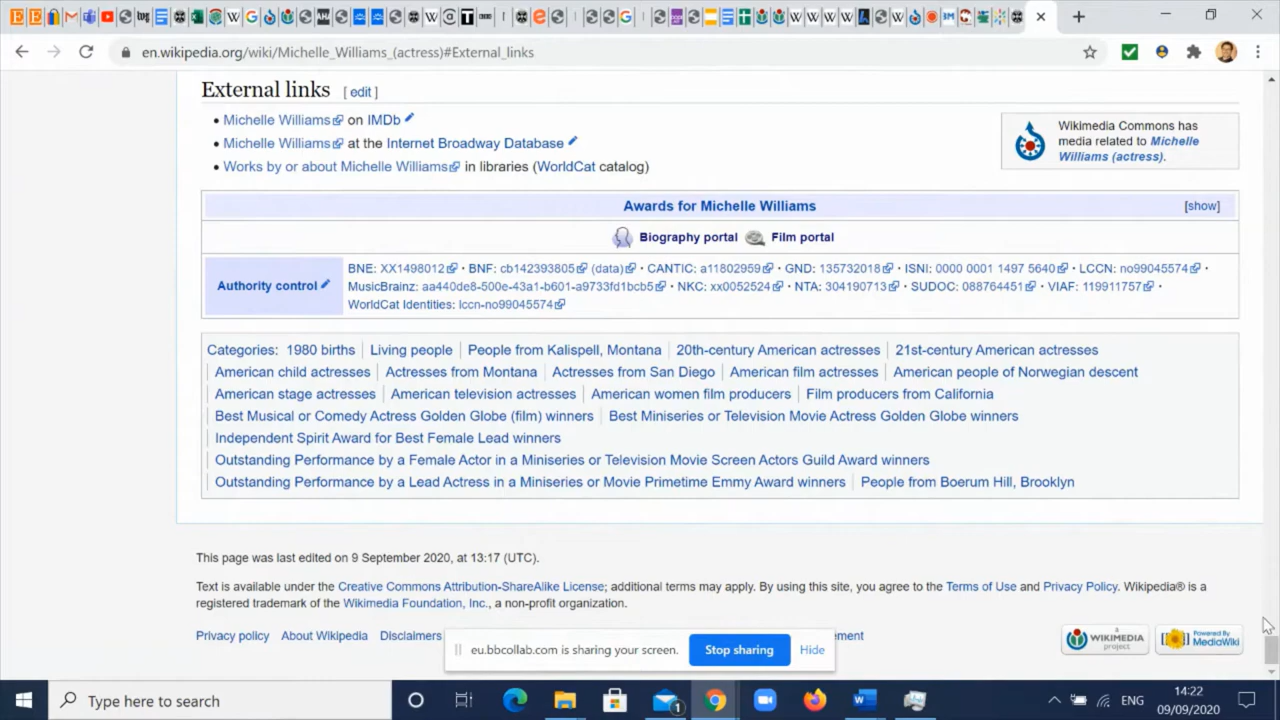 en.wikipedia.org/wiki/Michelle_Williams_(actress)#External_links
External links [ edit ]
• Michelle Williams on IMDb
• Michelle Williams at the Internet Broadway Database
• Works by or about Michelle Williams in libraries (WorldCat catalog)
Wikimedia Commons has
media related to Michelle
Williams (actress).
Awards for Michelle Williams [show]
Biography portal Film portal
Authority control
BNE: XX1498012 · BNF: cb142393805 (data) · CANTIC: a11802959 · GND: 135732018 · ISNI: 0000 0001 1497 5640 · LCCN: no99045574 ·
MusicBrainz: aa440de8-500e-43a1-b601-a9733fd1bcb5 · NKC: xx0052524 · NTA: 304190713 · SUDOC: 088764451 · VIAF: 119911757 ·
WorldCat Identities: lccn-no99045574
Categories: 1980 births | Living people | People from Kalispell, Montana | 20th-century American actresses | 21st-century American actresses
| American child actresses | Actresses from Montana | Actresses from San Diego | American film actresses | American people of Norwegian descent
| American stage actresses | American television actresses | American women film producers | Film producers from California
| Best Musical or Comedy Actress Golden Globe (film) winners | Best Miniseries or Television Movie Actress Golden Globe winners
| Independent Spirit Award for Best Female Lead winners
| Outstanding Performance by a Female Actor in a Miniseries or Television Movie Screen Actors Guild Award winners
| Outstanding Performance by a Lead Actress in a Miniseries or Movie Primetime Emmy Award winners | People from Boerum Hill, Brooklyn
This page was last edited on 9 September 2020, at 13:17 (UTC).
Text is available under the Creative Commons Attribution-ShareAlike License; additional terms may apply. By using this site, you agree to the Terms of Use and Privacy Policy. Wikipedia® is a
registered trademark of the Wikimedia Foundation, Inc., a non-profit organization.
Privacy policy About Wikipedia Disclaimers
eu.bbcollab.com is sharing your screen. Stop sharing Hide
a WIKIMEDIA project
Powered By MediaWiki
Type here to search
1
ENG
14:22
09/09/2020